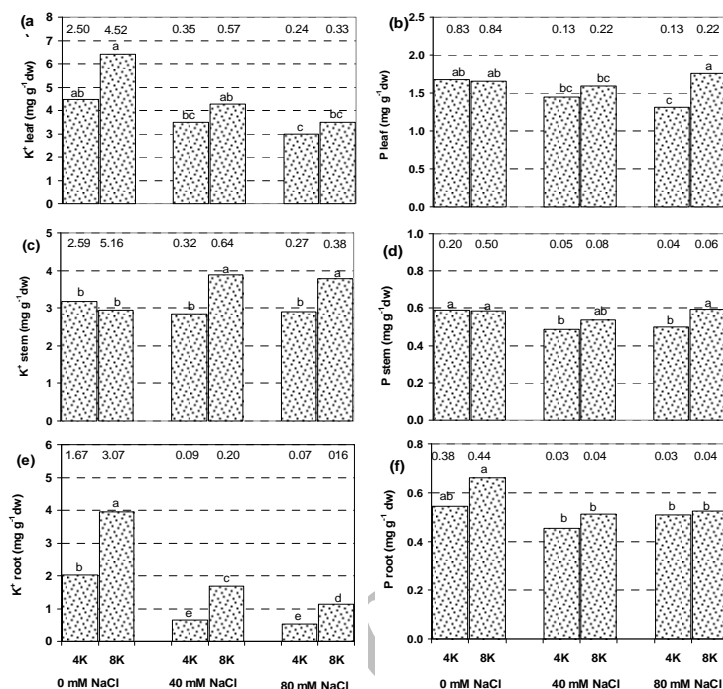 (a)
2.50 4.52 0.35 0.57 0.24 0.33
8
7
6
5
4
3
2
1
0
K+ leaf (mg g-1 dw)
ab a bc ab c bc
(b)
0.83 0.84 0.13 0.22 0.13 0.22
2.5
2.0
1.5
1.0
0.5
0.0
P leaf (mg g-1 dw)
ab ab bc bc c a
(c)
2.59 5.16 0.32 0.64 0.27 0.38
5
4
3
2
1
0
K+ stem (mg g-1 dw)
b b b a b a
(d)
0.20 0.50 0.05 0.08 0.04 0.06
1.0
0.8
0.6
0.4
0.2
0.0
P stem (mg g-1 dw)
a a b ab b a
(e)
1.67 3.07 0.09 0.20 0.07 016
6
5
4
3
2
1
0
K+ root (mg g-1 dw)
b a e c e d
4K 8K 4K 8K 4K 8K
0 mM NaCl 40 mM NaCl 80 mM NaCl
(f)
0.38 0.44 0.03 0.04 0.03 0.04
0.8
0.6
0.4
0.2
0.0
P root (mg g-1 dw)
ab a b b b b
4K 8K 4K 8K 4K 8K
0 mM NaCl 40 mM NaCl 80 mM NaCl